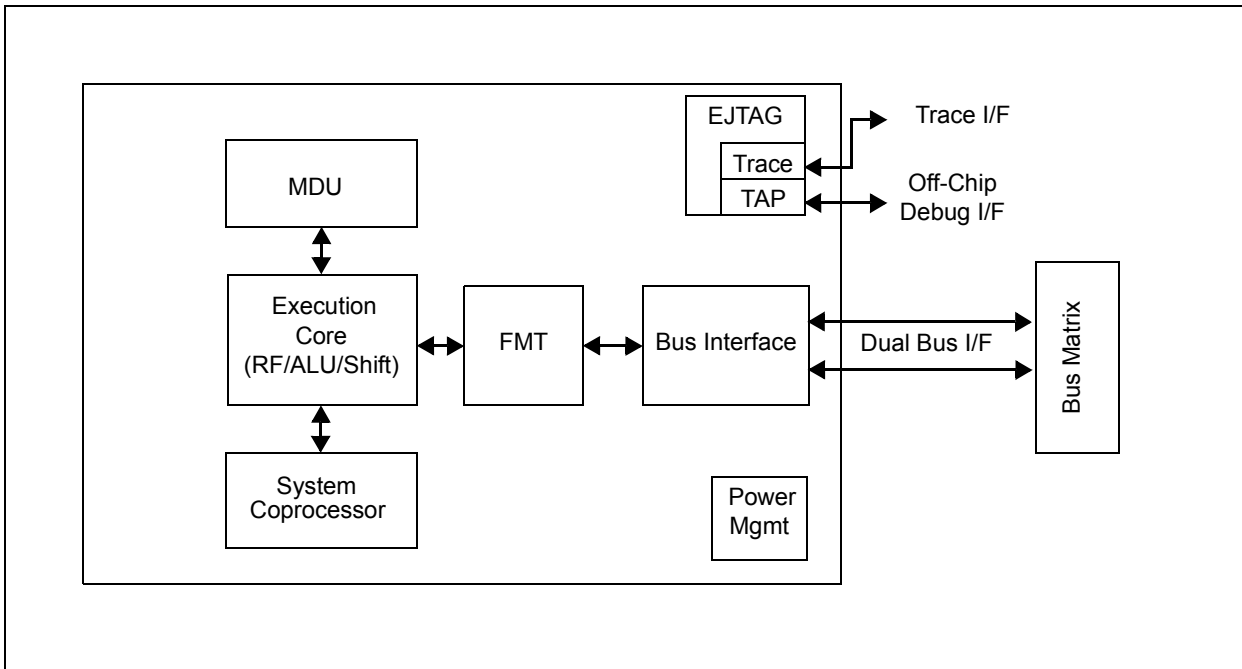 EJTAG
Trace
TAP
Trace I/F
Off-Chip
Debug I/F
MDU
Execution
Core
(RF/ALU/Shift)
FMT
Bus Interface
Dual Bus I/F
Bus Matrix
System
Coprocessor
Power
Mgmt